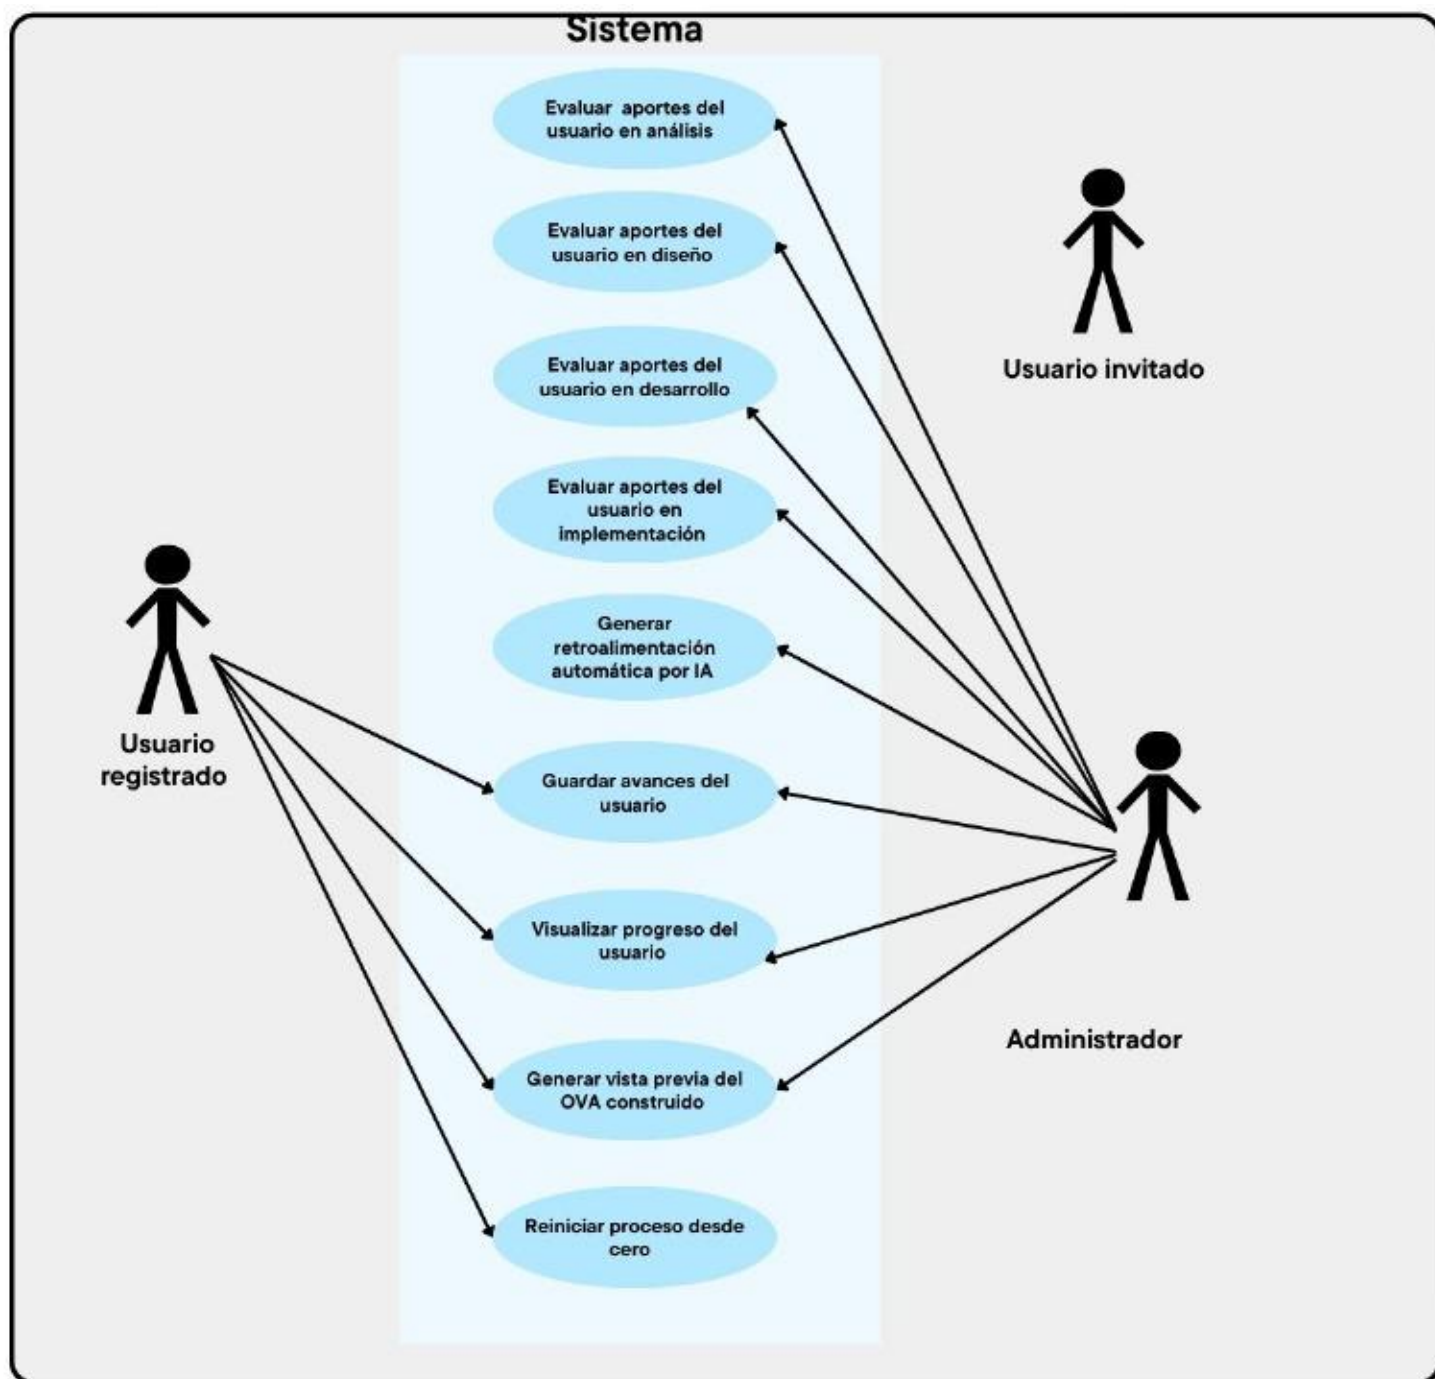 Sistema
Evaluar aportes del
usuario en análisis
Evaluar aportes del
usuario en diseño
Usuario invitado
Evaluar aportes del
usuario en desarrollo
Evaluar aportes del
usuario en
implementación
Generar
retroalimentación
automática por IA
Usuario
registrado
Guardar avances del
usuario
Visualizar progreso del
usuario
Administrador
Generar vista previa del
OVA construido
Reiniciar proceso desde
cero